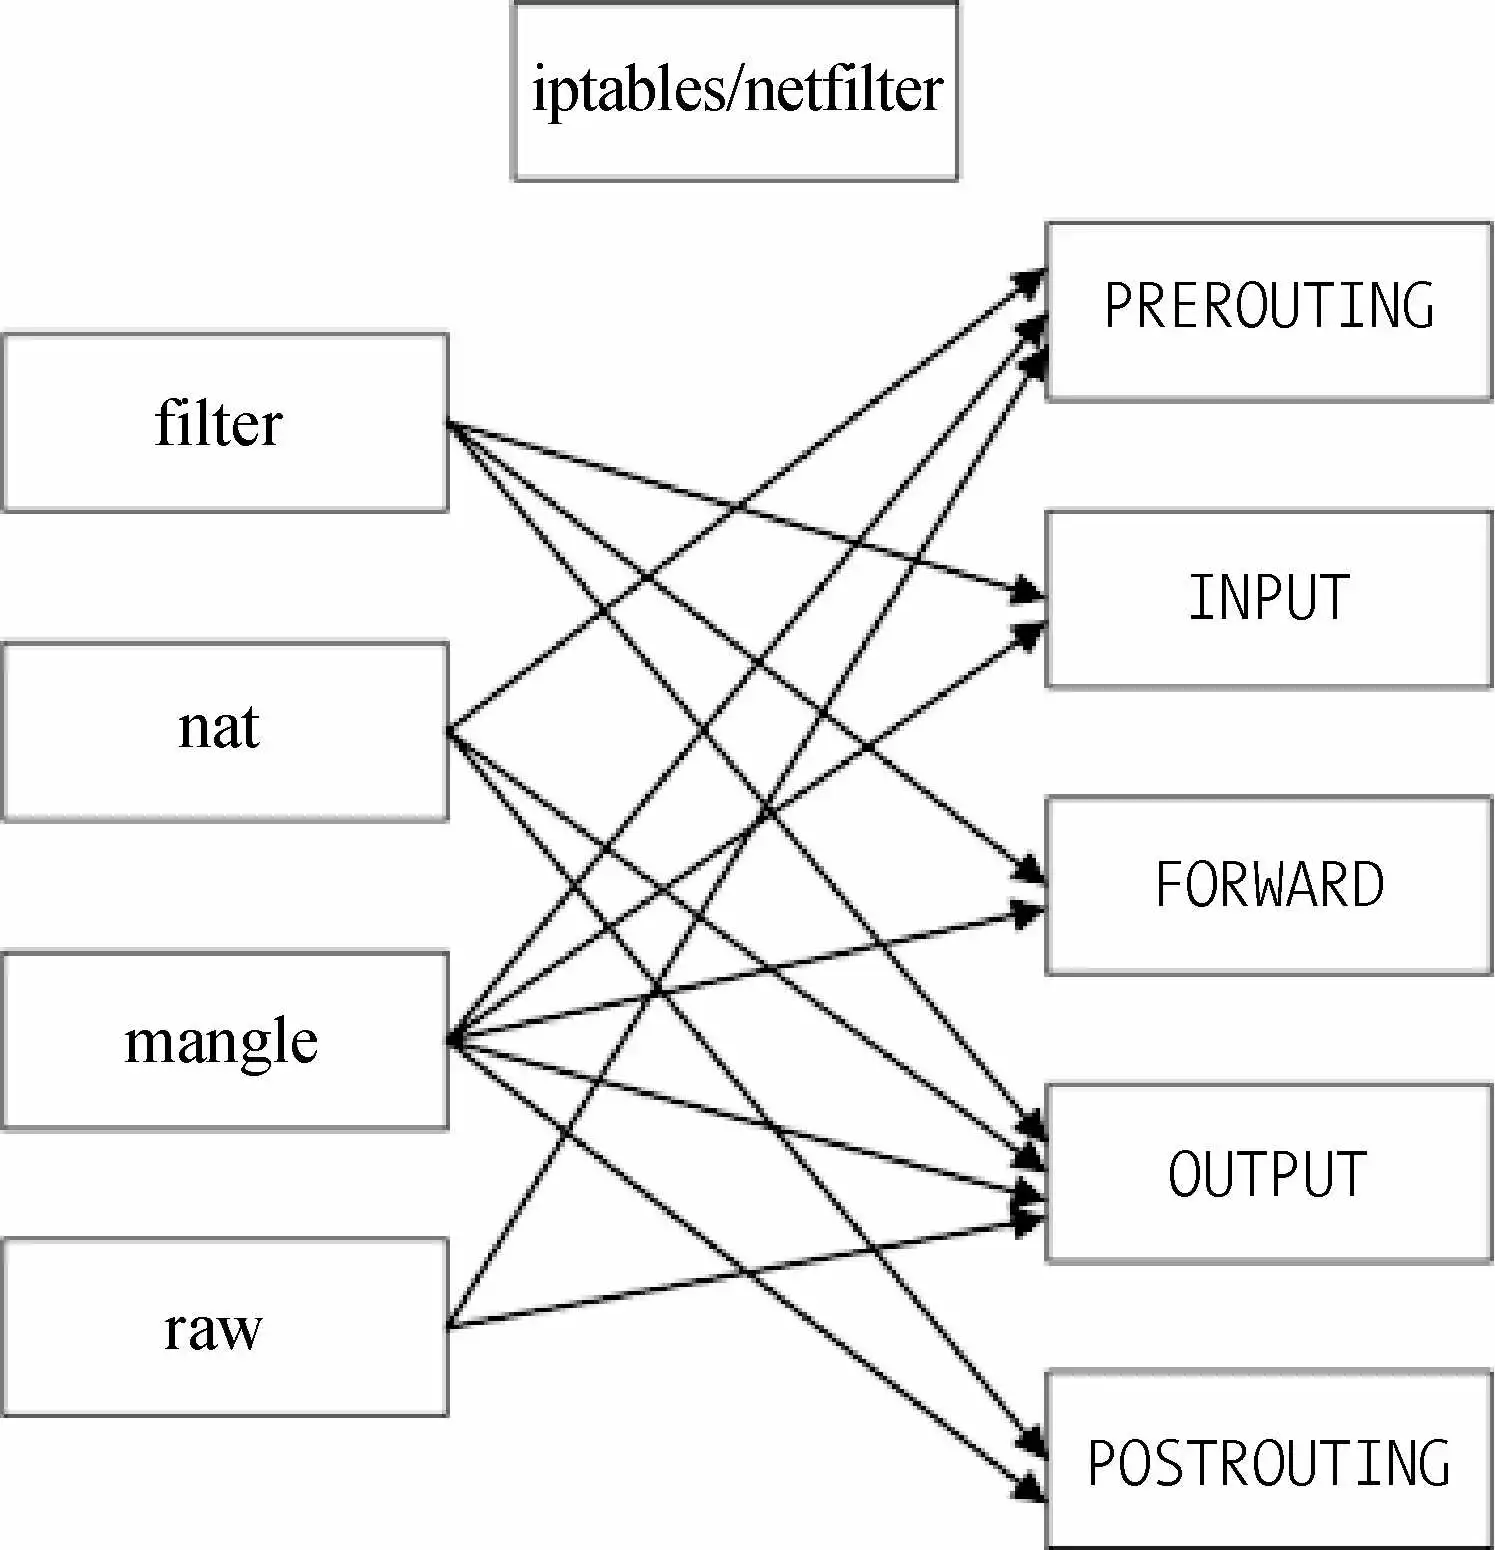 iptables/netfilter
PREROUTING
filter
INPUT
nat
FORWARD
mangle
OUTPUT
raw
POSTROUTING